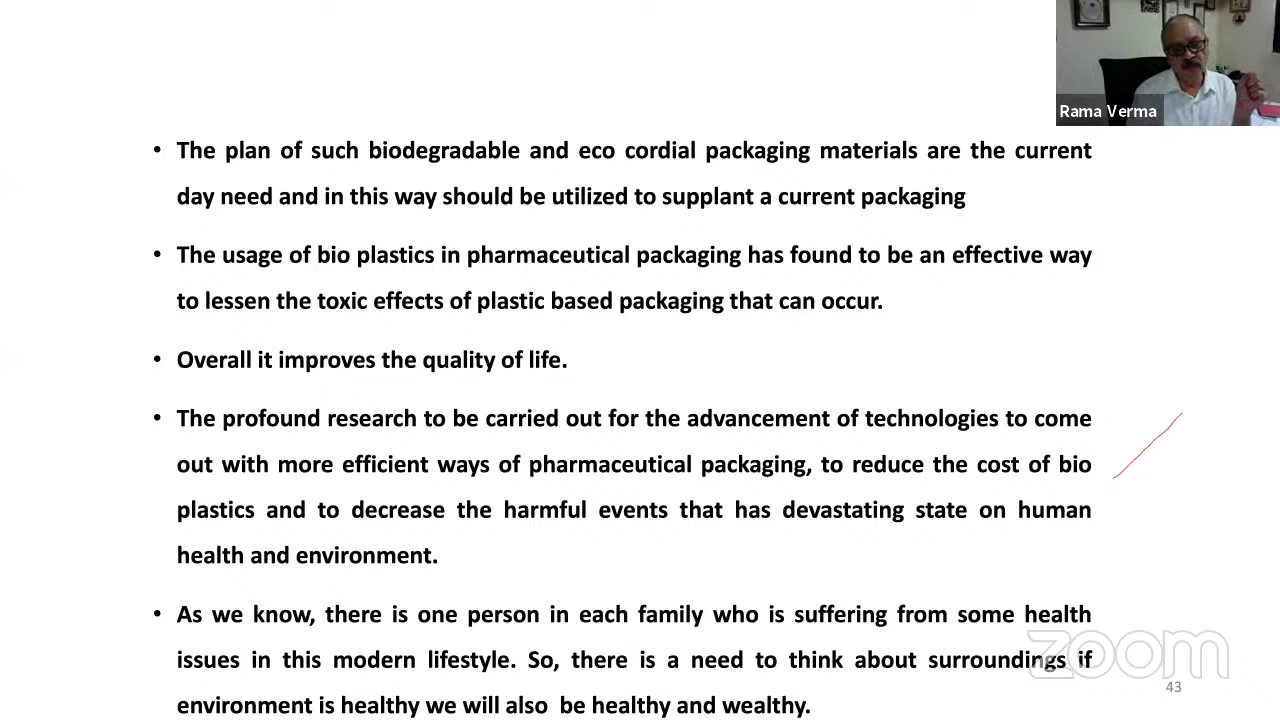 Rama Verma
• The plan of such biodegradable and eco cordial packaging materials are the current
day need and in this way should be utilized to supplant a current packaging
• The usage of bio plastics in pharmaceutical packaging has found to be an effective way
to lessen the toxic effects of plastic based packaging that can occur.
• Overall it improves the quality of life.
• The profound research to be carried out for the advancement of technologies to come
out with more efficient ways of pharmaceutical packaging, to reduce the cost of bio
plastics and to decrease the harmful events that has devastating state on human
health and environment.
• As we know, there is one person in each family who is suffering from some health
issues in this modern lifestyle. So, there is a need to think about surroundings if
environment is healthy we will also be healthy and wealthy.
zoom
43